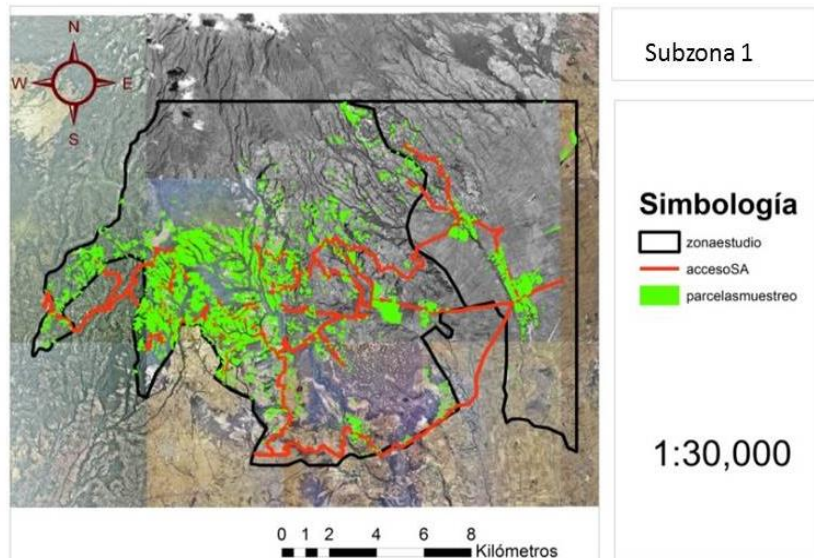 N
W E
S
Subzona 1
Simbología
zonaestudio
accesoSA
parcelasmuestreo
1:30,000
0 1 2 4 6 8
Kilómetros